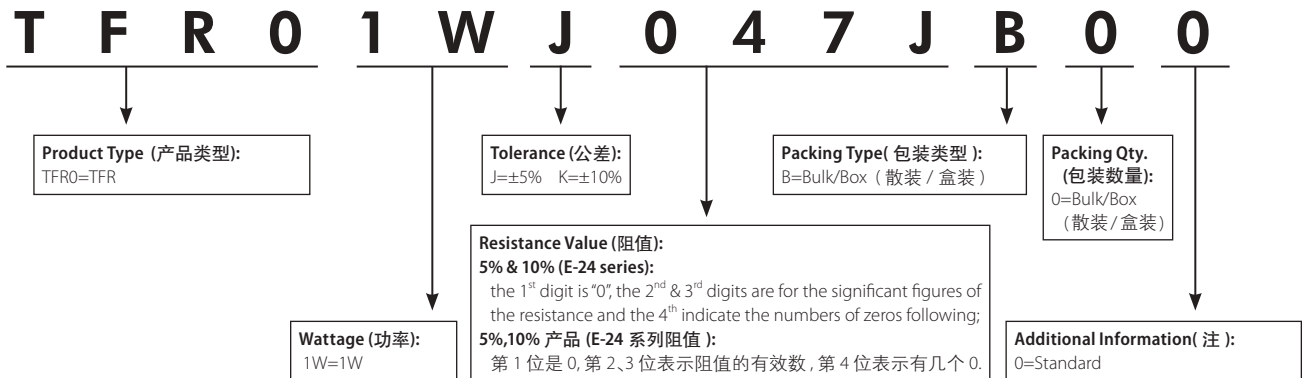 T F R 0 1 W J 0 4 7 J B 0 0
Product Type (产品类型):
TFR0=TFR
Tolerance (公差):
J=±5% K=±10%
Packing Type( 包装类型 ):
B=Bulk/Box ( 散装 / 盒装 )
Packing Qty.
(包装数量):
0=Bulk/Box
(散装/盒装)
Resistance Value (阻值):
5% & 10% (E-24 series):
the 1st digit is "0", the 2nd & 3rd digits are for the significant figures of
the resistance and the 4th indicate the numbers of zeros following;
5%,10% 产品 (E-24 系列阻值 ):
第 1 位是 0, 第 2、3 位表示阻值的有效数 , 第 4 位表示有几个 0.
Wattage (功率):
1W=1W
Additional Information( 注 ):
0=Standard